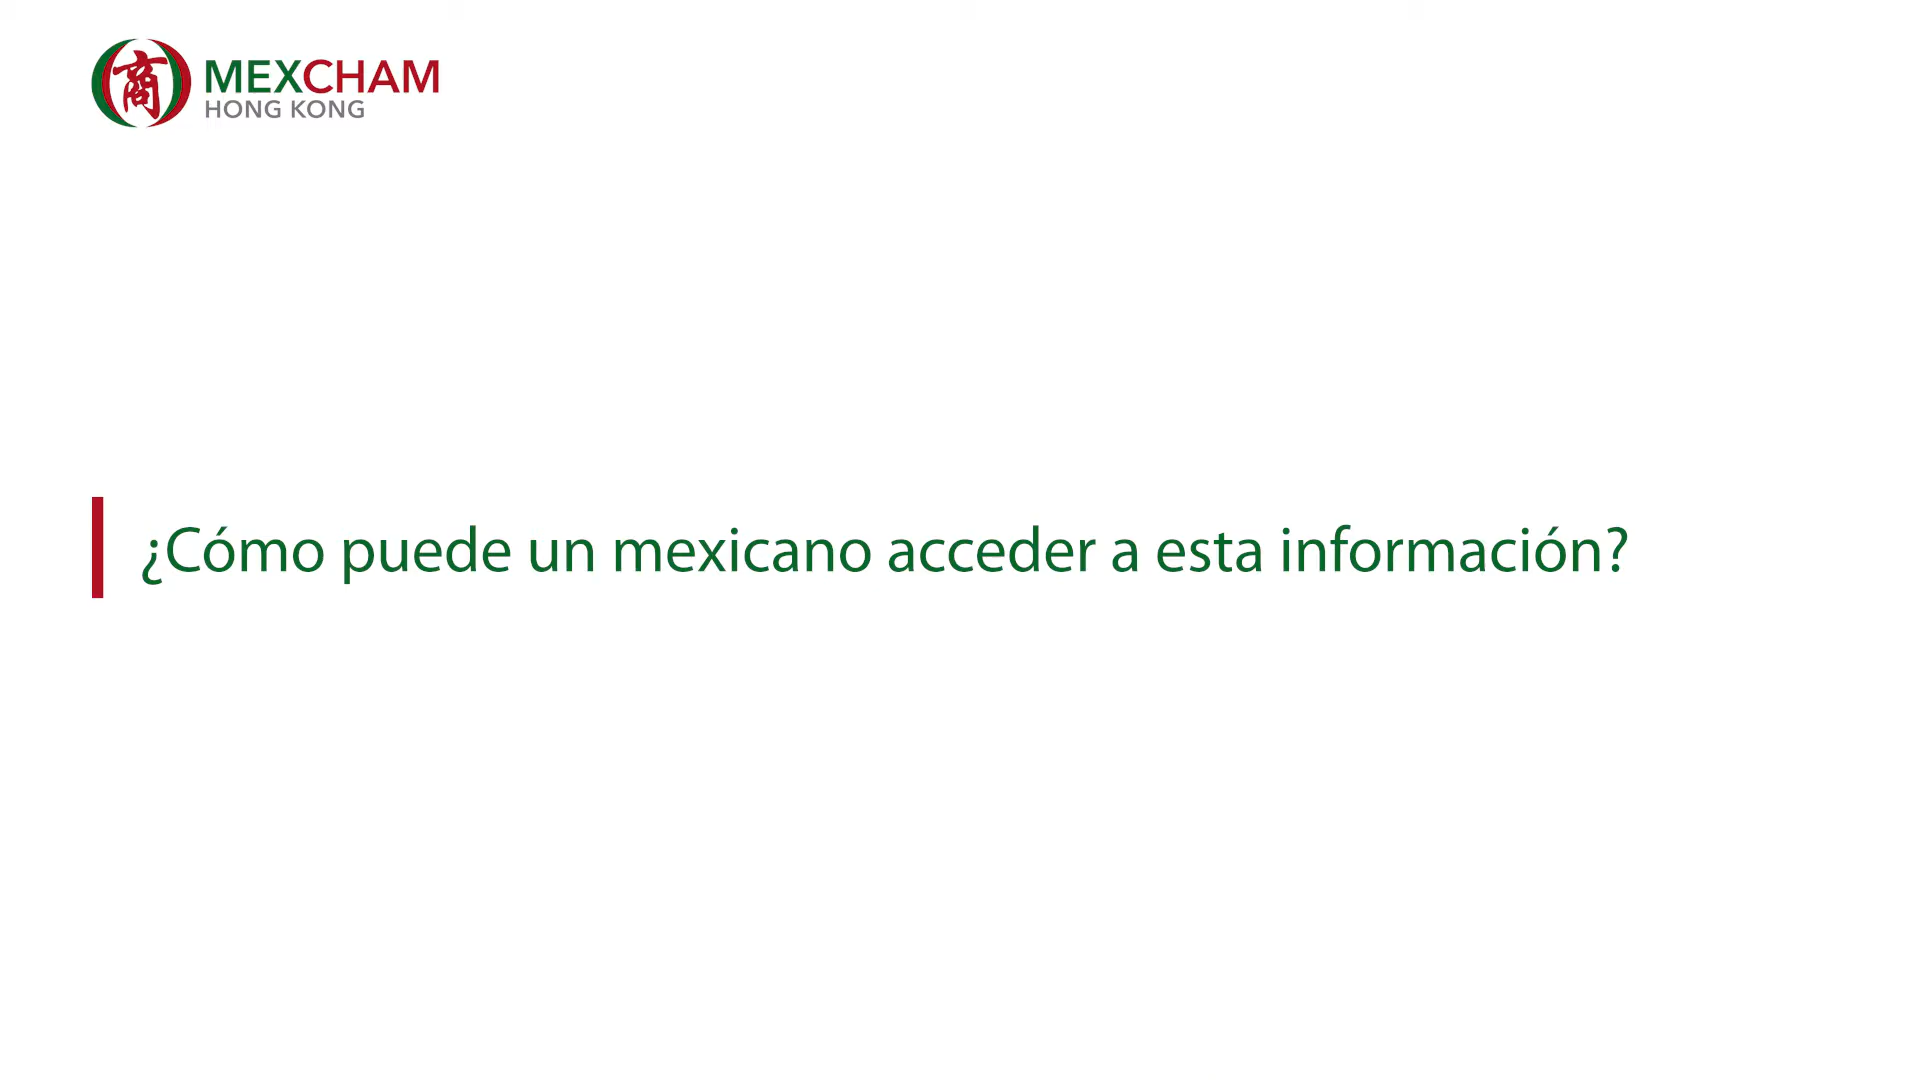 商
MEXCHAM
HONG KONG
¿Cómo puede un mexicano acceder a esta información?